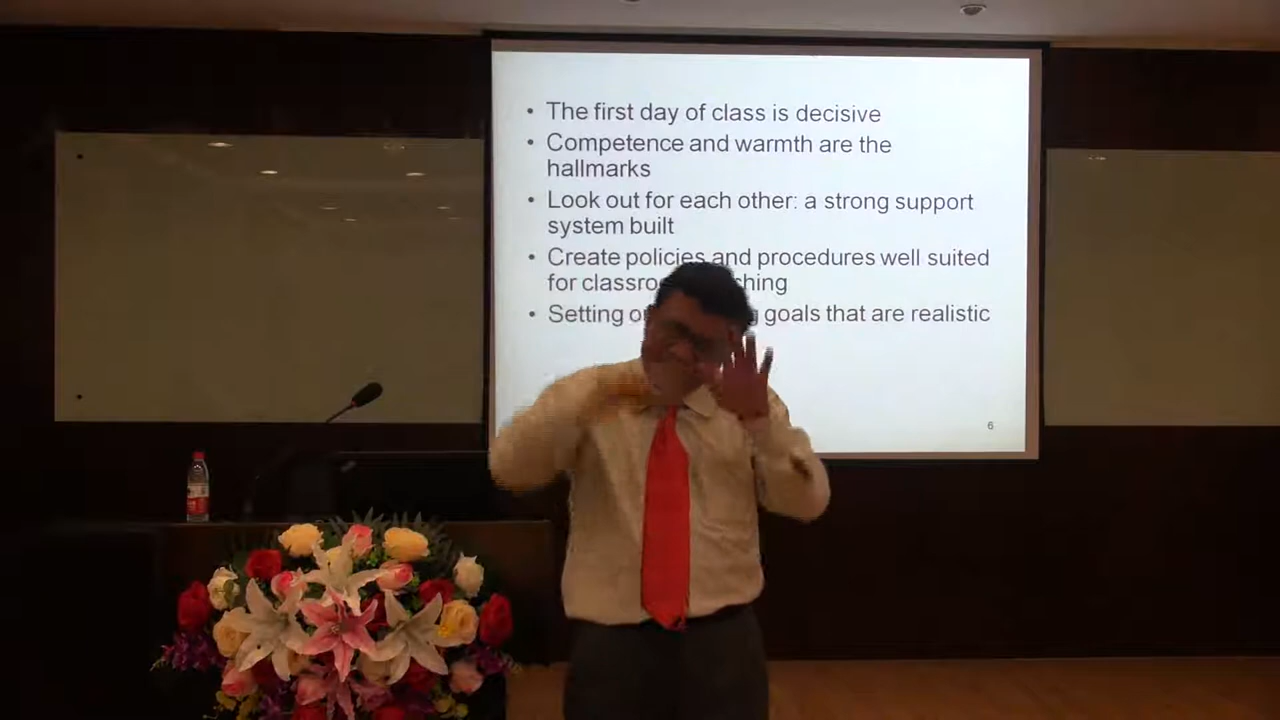 • The first day of class is decisive
• Competence and warmth are the
hallmarks
• Look out for each other: a strong support
system built
• Create policies and procedures well suited
for
• Setting goals that are realistic
6